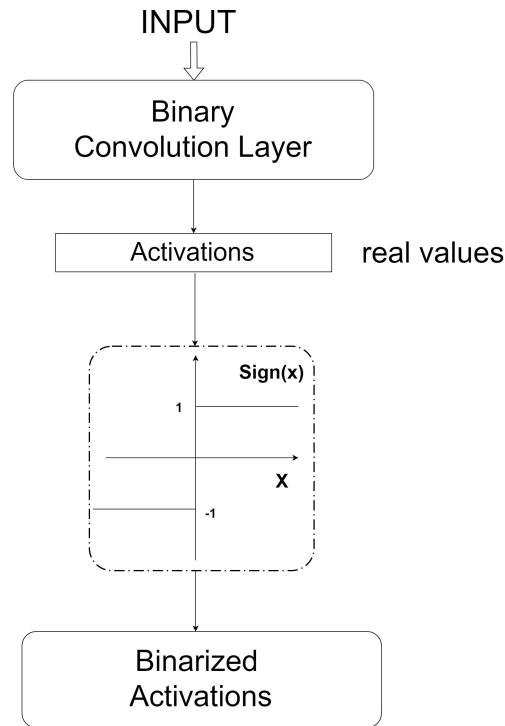 INPUT
Binary
Convolution Layer
Activations
real values
Sign(x)
1
X
-1
Binarized
Activations